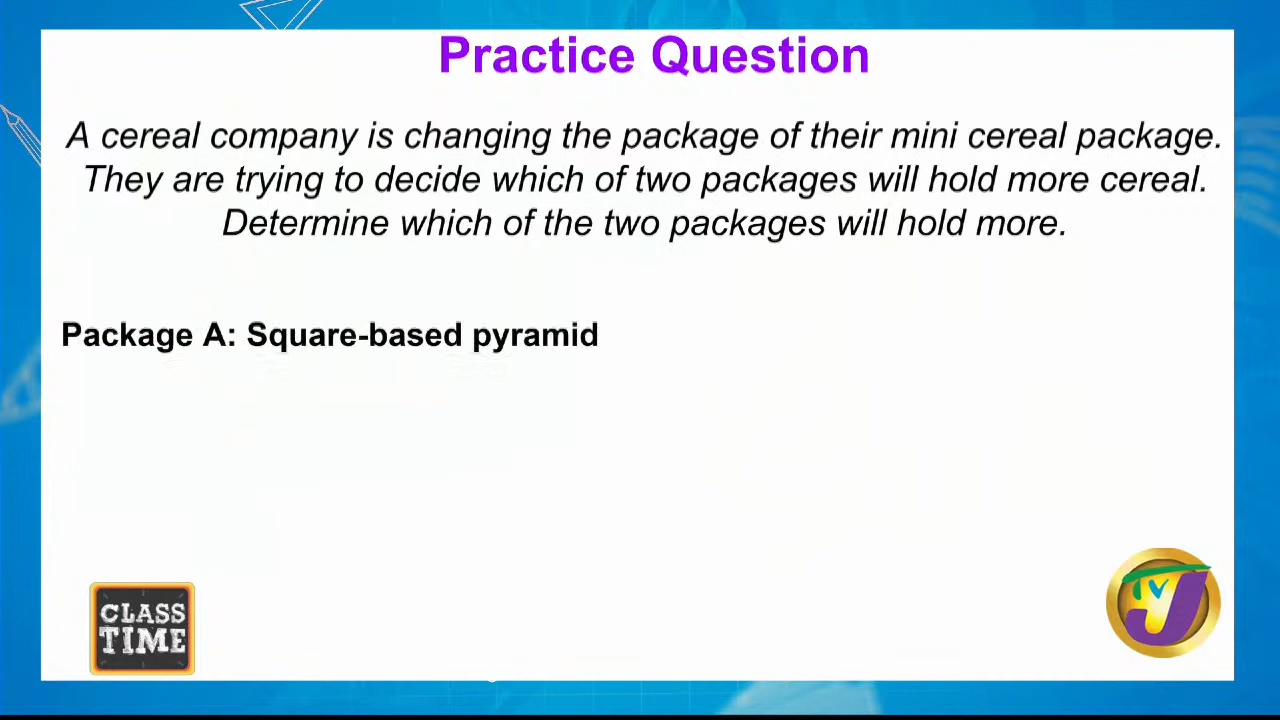 Practice Question
A cereal company is changing the package of their mini cereal package.
They are trying to decide which of two packages will hold more cereal.
Determine which of the two packages will hold more.
Package A: Square-based pyramid
CLASS
TIME
TVJ